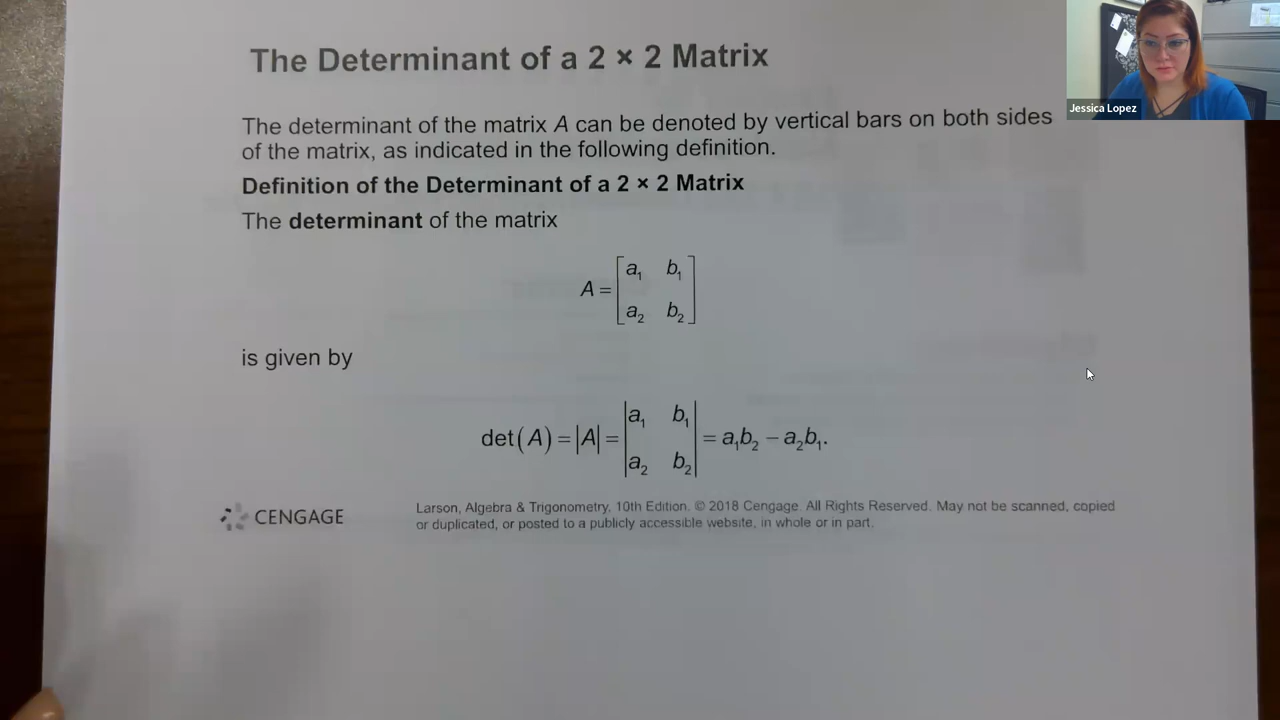 The Determinant of a 2 × 2 Matrix
Jessica Lopez
The determinant of the matrix A can be denoted by vertical bars on both sides
of the matrix, as indicated in the following definition.
Definition of the Determinant of a 2 × 2 Matrix
The determinant of the matrix
A = [a₁ b₁
a₂ b₂]
is given by
det(A) = |A| = |a₁ b₁
a₂ b₂| = a₁b₂ − a₂b₁.
CENGAGE
Larson, Algebra & Trigonometry, 10th Edition. © 2018 Cengage. All Rights Reserved. May not be scanned, copied
or duplicated, or posted to a publicly accessible website, in whole or in part.